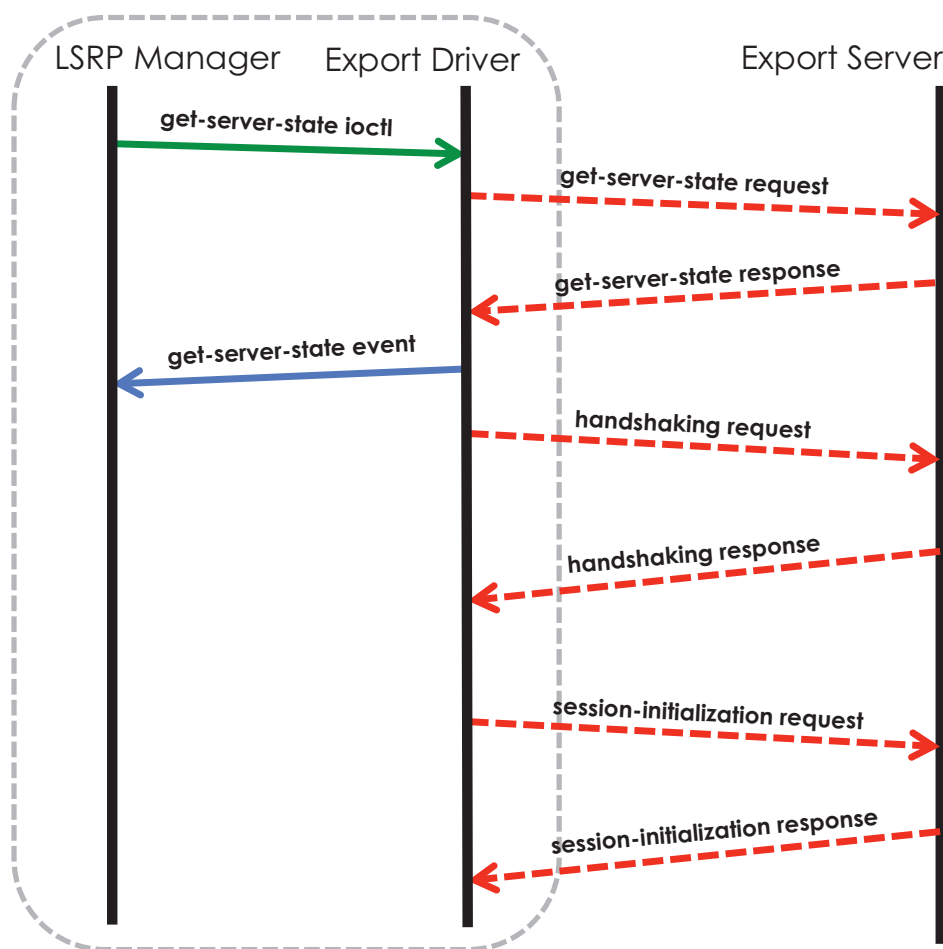 LSRP Manager
Export Driver
Export Server
get-server-state ioctl
get-server-state request
get-server-state response
get-server-state event
handshaking request
handshaking response
session-initialization request
session-initialization response